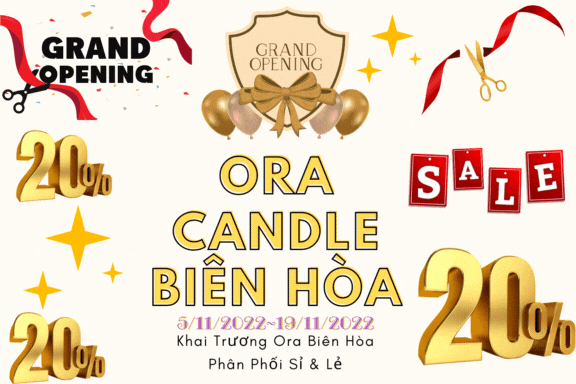 GRAND
OPENING
GRAND
OPENING
20%
SALE
ORA
CANDLE
BIÊN HÒA
20%
20%
5/11/2022~19/11/2022
Khai Trương Ora Biên Hòa
Phân Phối Sỉ & Lẻ